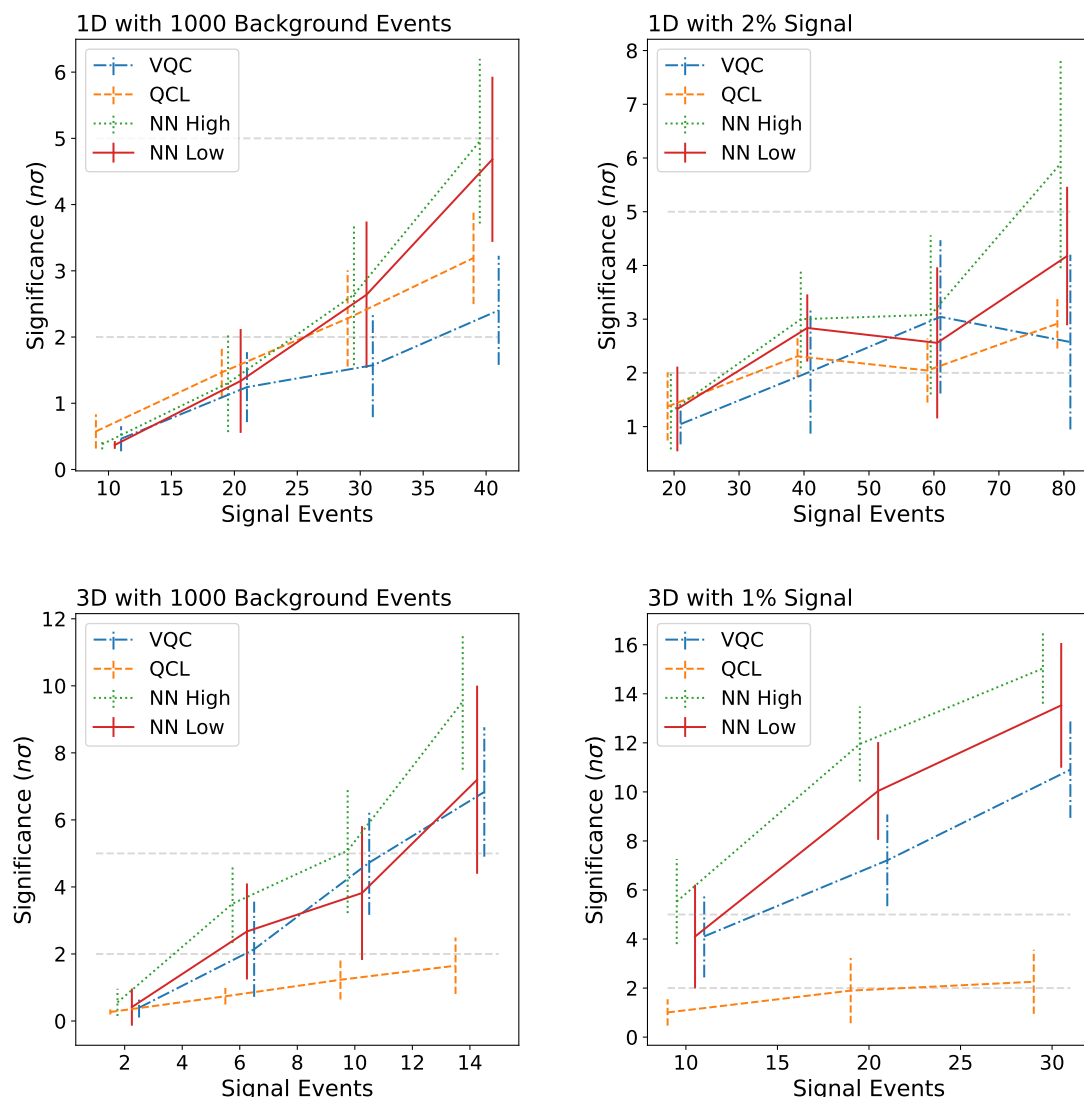 1D with 1000 Background Events
Significance (nσ)
6
5
4
3
2
1
0
VQC
QCL
NN High
NN Low
10 15 20 25 30 35 40
Signal Events
1D with 2% Signal
Significance (nσ)
8
7
6
5
4
3
2
1
VQC
QCL
NN High
NN Low
20 30 40 50 60 70 80
Signal Events
3D with 1000 Background Events
Significance (nσ)
12
10
8
6
4
2
0
VQC
QCL
NN High
NN Low
2 4 6 8 10 12 14
Signal Events
3D with 1% Signal
Significance (nσ)
16
14
12
10
8
6
4
2
0
VQC
QCL
NN High
NN Low
10 15 20 25 30
Signal Events